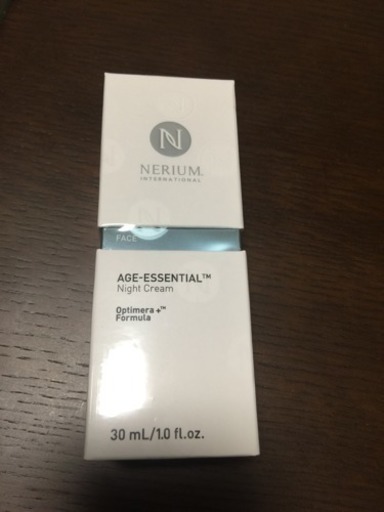 N
NERIUM.
INTERNATIONAL
FACE
AGE-ESSENTIAL™
Night Cream
Optimera +™
Formula
30 mL/1.0 fl.oz.